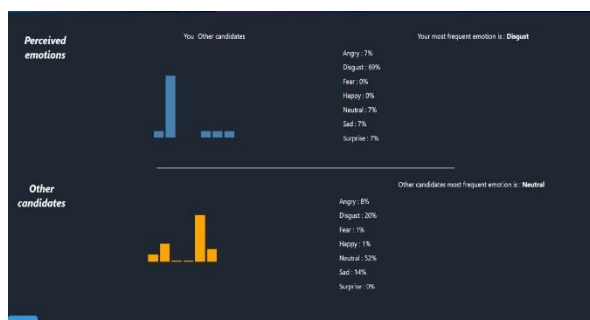 Perceived
emotions
You Other candidates
Your most frequent emotion is : Disgust
Angry : 7%
Disgust : 69%
Fear : 0%
Happy : 0%
Neutral : 7%
Sad : 7%
Surprise : 7%
Other
candidates
Other candidates most frequent emotion is : Neutral
Angry : 8%
Disgust : 20%
Fear : 1%
Happy : 1%
Neutral : 52%
Sad : 14%
Surprise : 0%